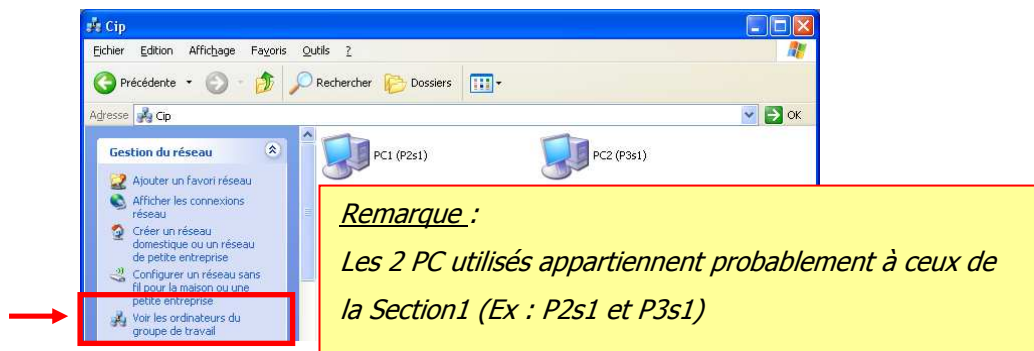 Cip
Fichier Edition Affichage Favoris Outils ?
Précédente Rechercher Dossiers
Adresse Cip OK
Gestion du réseau
Ajouter un favori réseau
Afficher les connexions
réseau
Créer un réseau
domestique ou un réseau
de petite entreprise
Configurer un réseau sans
fil pour la maison ou une
petite entreprise
Voir les ordinateurs du
groupe de travail
PC1 (P2s1)
PC2 (P3s1)
Remarque :
Les 2 PC utilisés appartiennent probablement à ceux de
la Section1 (Ex : P2s1 et P3s1)